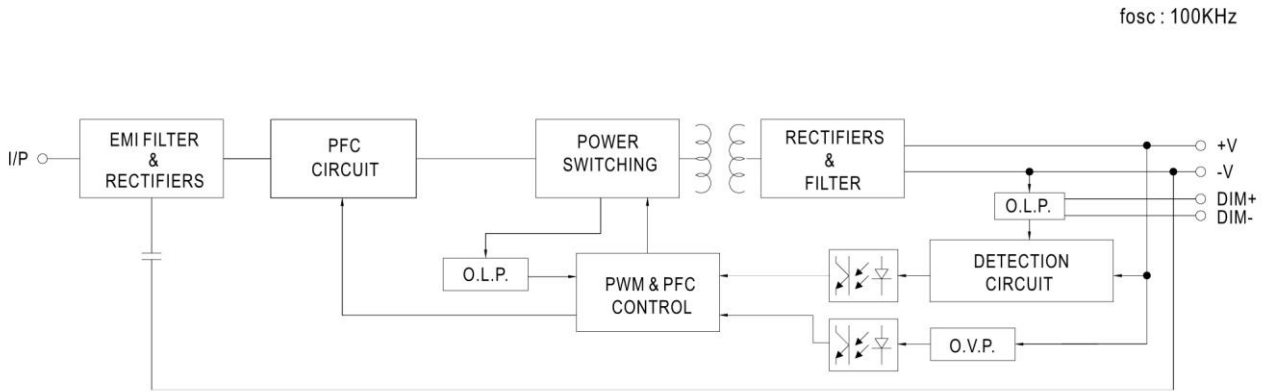 fosc : 100KHz
I/P
EMI FILTER
&
RECTIFIERS
PFC
CIRCUIT
POWER
SWITCHING
RECTIFIERS
&
FILTER
+V
-V
DIM+
DIM-
O.L.P.
O.L.P.
PWM & PFC
CONTROL
DETECTION
CIRCUIT
O.V.P.